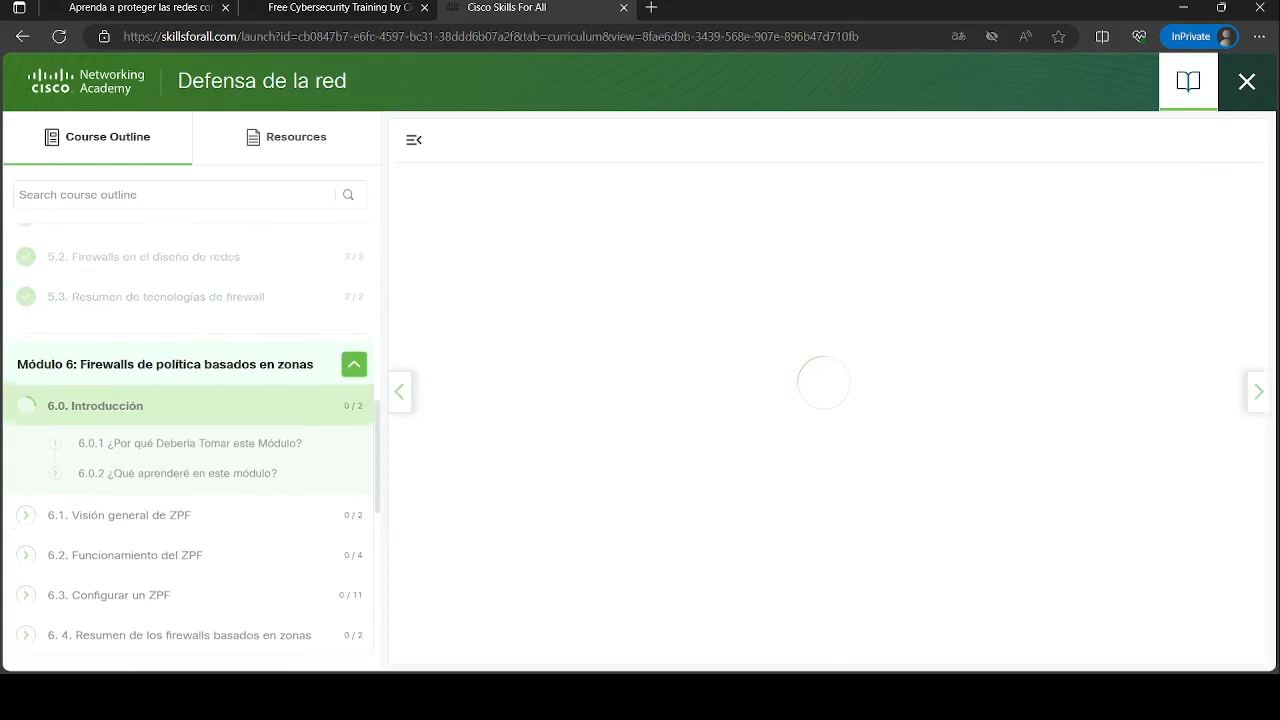 Aprenda a proteger las redes cor
Free Cybersecurity Training by Ci
Cisco Skills For All
https://skillsforall.com/launch?id=cb0847b7-e6fc-4597-bc31-38ddd6b07a2f&tab=curriculum&view=8fae6d9b-3439-568e-907e-896b47d710fb
InPrivate
CISCO
Networking
Academy
Defensa de la red
Course Outline
Resources
Search course outline
5.2. Firewalls en el diseño de redes
3 / 3
5.3. Resumen de tecnologías de firewall
2 / 2
Módulo 6: Firewalls de política basados en zonas
6.0. Introducción
0 / 2
6.0.1 ¿Por qué Debería Tomar este Módulo?
6.0.2 ¿Qué aprenderé en este módulo?
6.1. Visión general de ZPF
0 / 2
6.2. Funcionamiento del ZPF
0 / 4
6.3. Configurar un ZPF
0 / 11
6. 4. Resumen de los firewalls basados en zonas
0 / 2